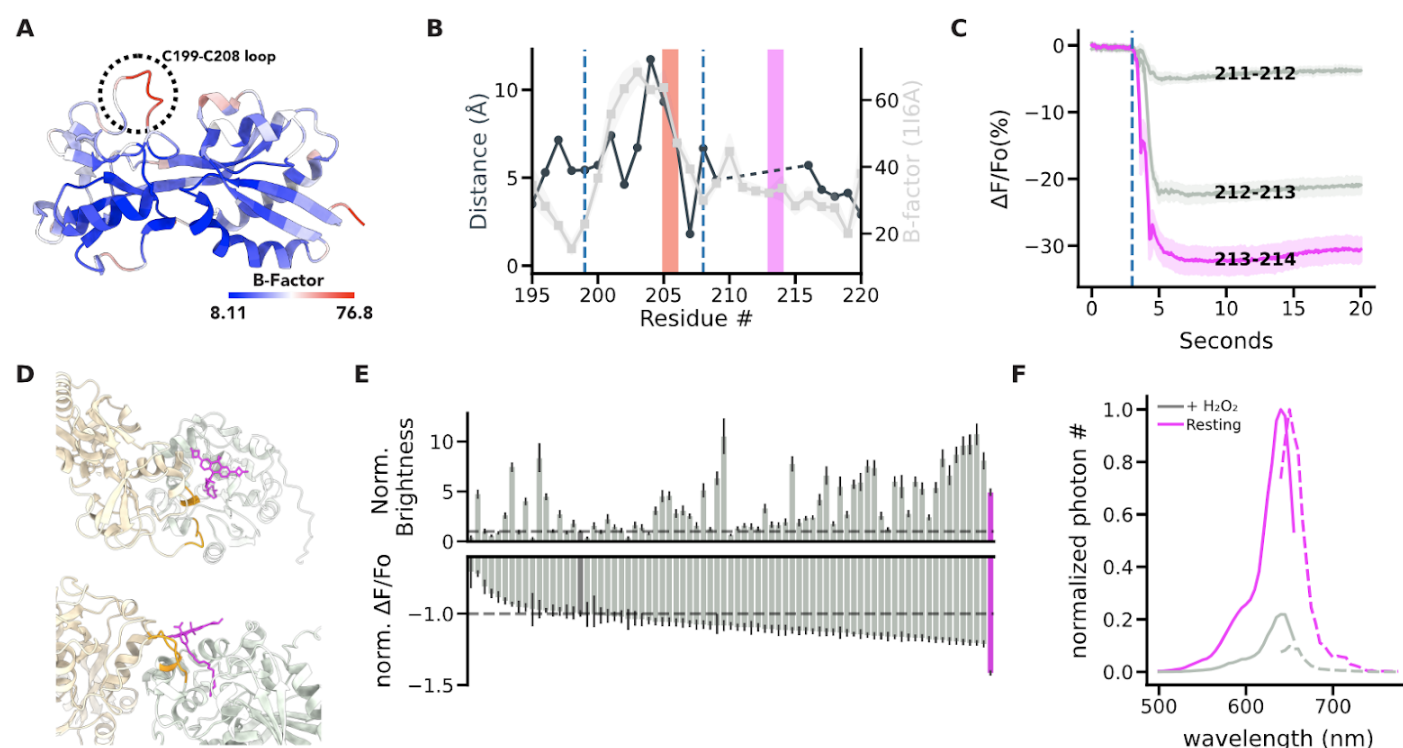 A
C199-C208 loop
B-Factor
8.11 76.8
B
Distance (Å)
10
5
0
B-factor (1I6A)
60
40
20
195 200 205 210 215 220
Residue #
C
ΔF/Fo(%)
0
−10
−20
−30
211-212
212-213
213-214
0 5 10 15 20
Seconds
D
E
Norm.
Brightness
10
5
0
norm. ΔF/Fo
−1.0
−1.5
F
normalized photon #
1.0
0.8
0.6
0.4
0.2
0.0
+ H₂O₂
Resting
500 600 700
wavelength (nm)